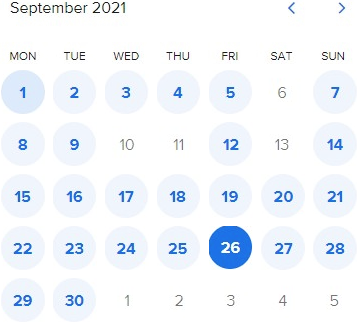 September 2021
MON TUE WED THU FRI SAT SUN
1 2 3 4 5 6 7
8 9 10 11 12 13 14
15 16 17 18 19 20 21
22 23 24 25 26 27 28
29 30 1 2 3 4 5